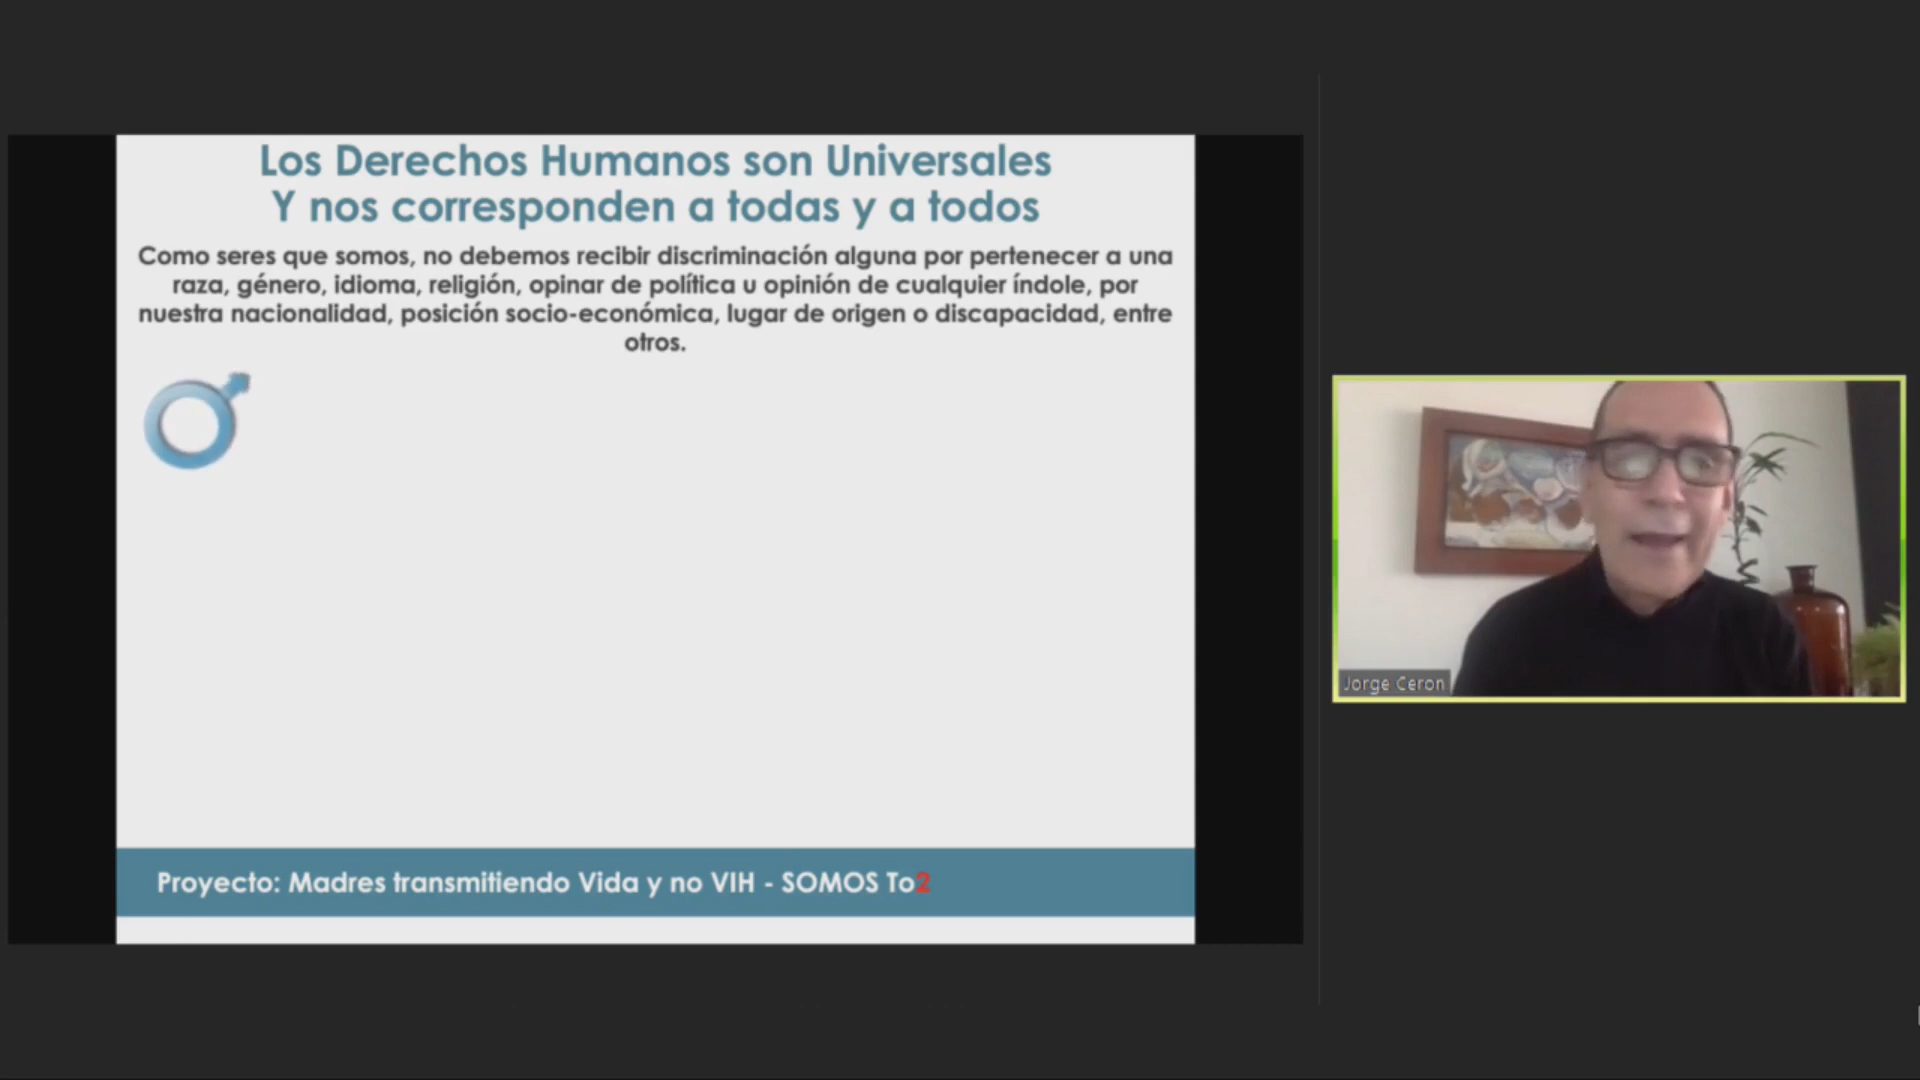 Los Derechos Humanos son Universales
Y nos corresponden a todas y a todos
Como seres que somos, no debemos recibir discriminación alguna por pertenecer a una
raza, género, idioma, religión, opinar de política u opinión de cualquier índole, por
nuestra nacionalidad, posición socio-económica, lugar de origen o discapacidad, entre
otros.
Proyecto: Madres transmitiendo Vida y no VIH - SOMOS To2
Jorge Ceron